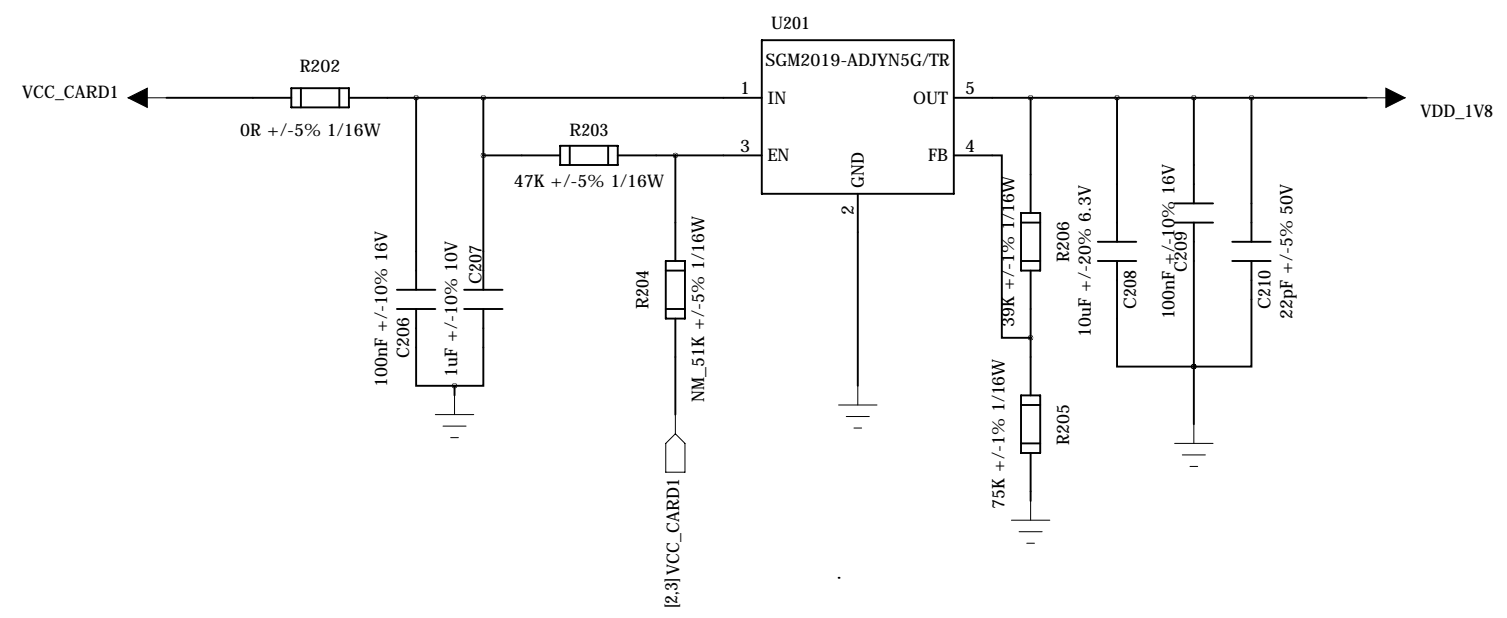 U201
SGM2019-ADJYN5G/TR
R202
VCC_CARD1
0R +/-5% 1/16W
1
IN
OUT
5
VDD_1V8
R203
47K +/-5% 1/16W
3
EN
GND
2
FB
4
100nF +/-10% 16V
C206
1uF +/-10% 10V
C207
R204
NM_51K +/-5% 1/16W
[2,3]VCC_CARD1
39K +/-1% 1/16W
R206
75K +/-1% 1/16W
R205
10uF +/-20% 6.3V
C208
100nF +/-10% 16V
C209
C210
22pF +/-5% 50V